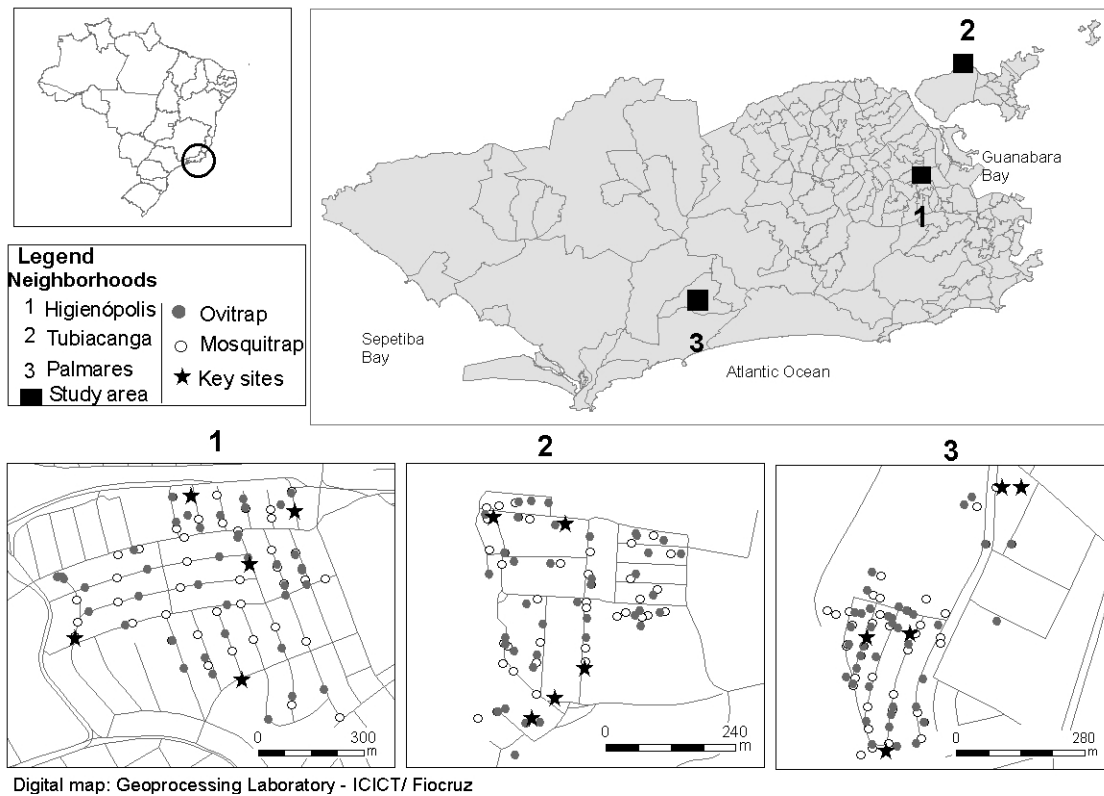 2
Guanabara
Bay
1
3
Sepetiba
Bay
Atlantic Ocean
Legend
Neighborhoods
1 Higienópolis
2 Tubiacanga
3 Palmares
Study area
Ovitrap
Mosquitrap
Key sites
1
2
3
0 300
m
0 240
m
0 280
m
Digital map: Geoprocessing Laboratory - ICICT/ Fiocruz